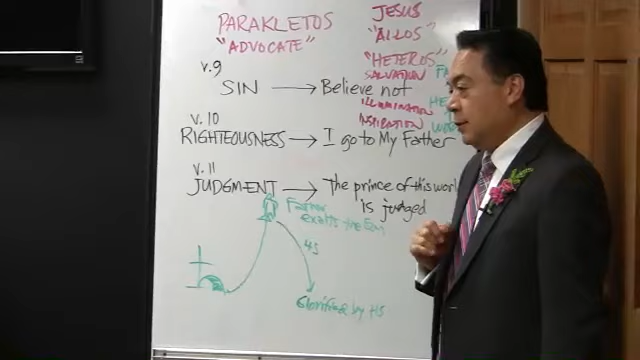 PARAKLETOS
"ADVOCATE"
JESUS
"ALLOS"
"HETEROS"
SALVATION
ILLUMINATION
INSPIRATION
v.9
SIN → Believe not
v. 10
RIGHTEOUSNESS → I go to My Father
v. 11
JUDGMENT → The prince of this worl
is judged
Father
exalts the Son
Glorified by HS